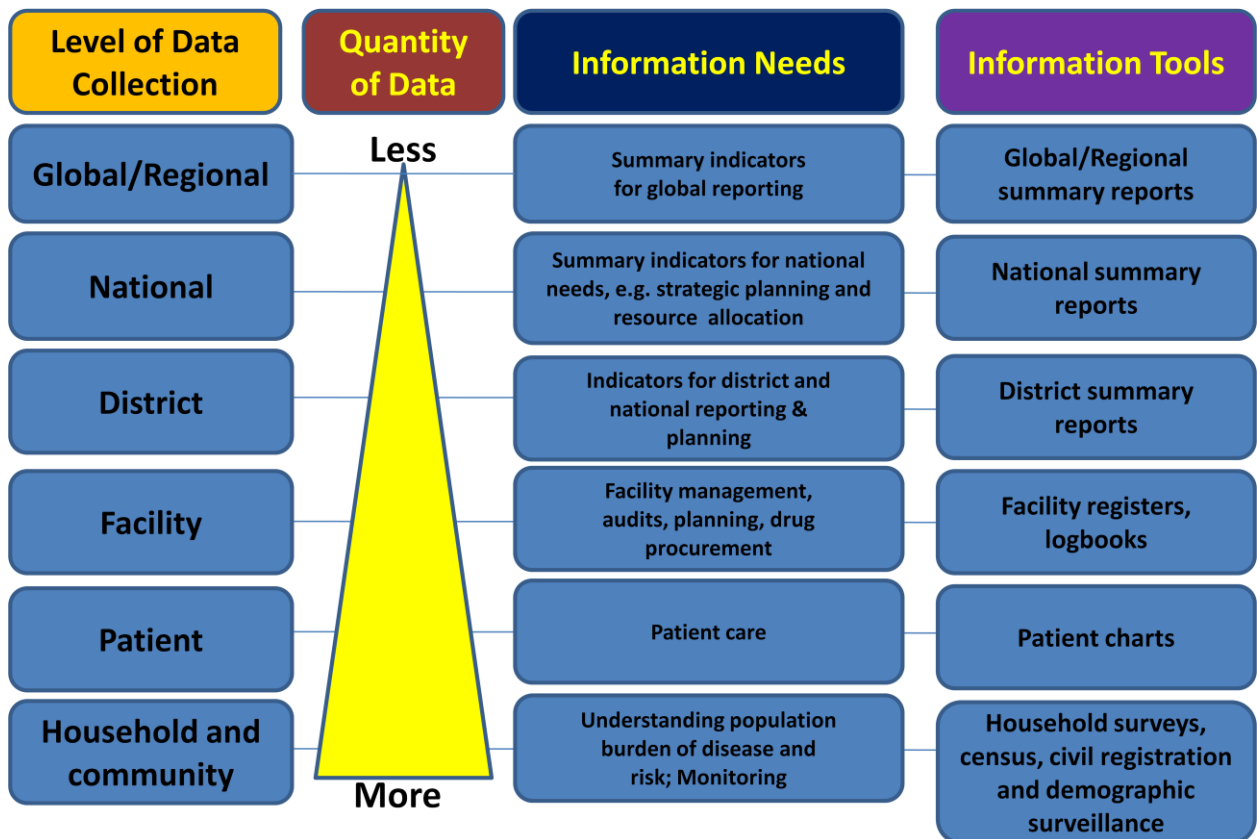 Level of Data
Collection
Quantity
of Data
Information Needs
Information Tools
Global/Regional
Less
Summary indicators
for global reporting
Global/Regional
summary reports
National
Summary indicators for national
needs, e.g. strategic planning and
resource allocation
National summary
reports
District
Indicators for district and
national reporting &
planning
District summary
reports
Facility
Facility management,
audits, planning, drug
procurement
Facility registers,
logbooks
Patient
Patient care
Patient charts
Household and
community
More
Understanding population
burden of disease and
risk; Monitoring
Household surveys,
census, civil registration
and demographic
surveillance